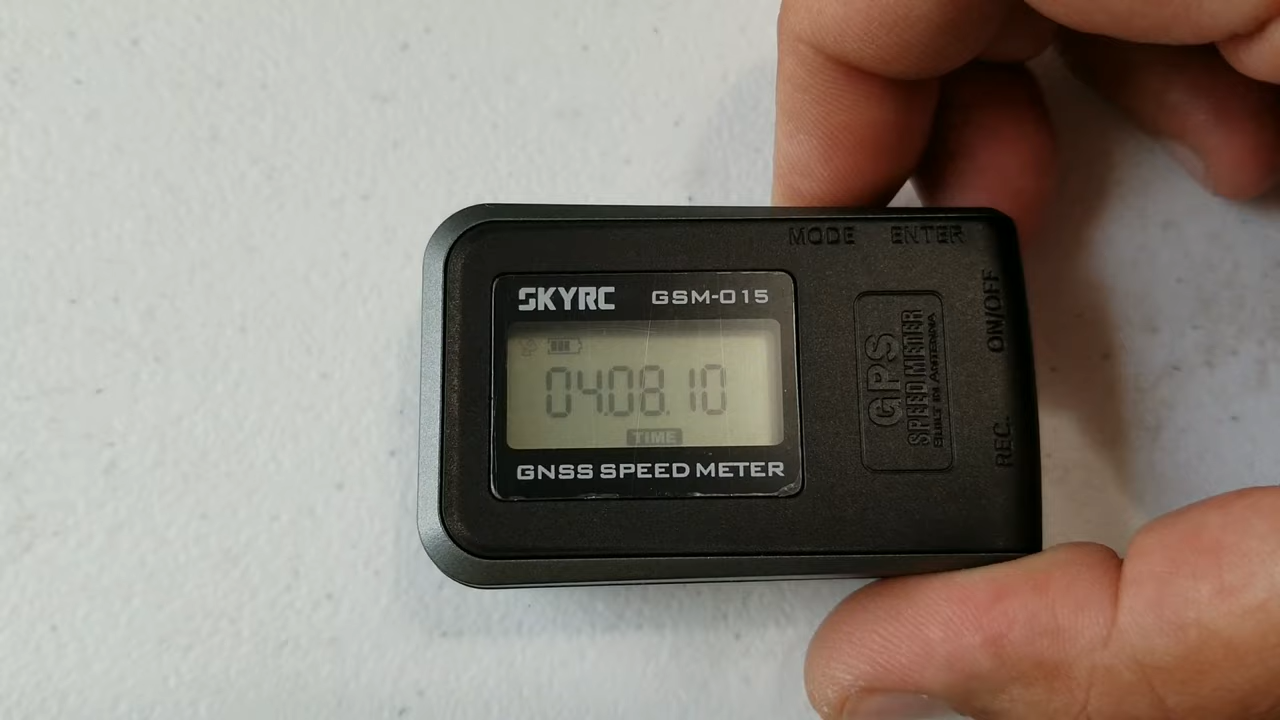 MODE ENTER
SKYRC GSM-015
04.08.10
TIME
GNSS SPEED METER
GPS
SPEED METER
BUILT IN ANTENNA
REC. ON/OFF